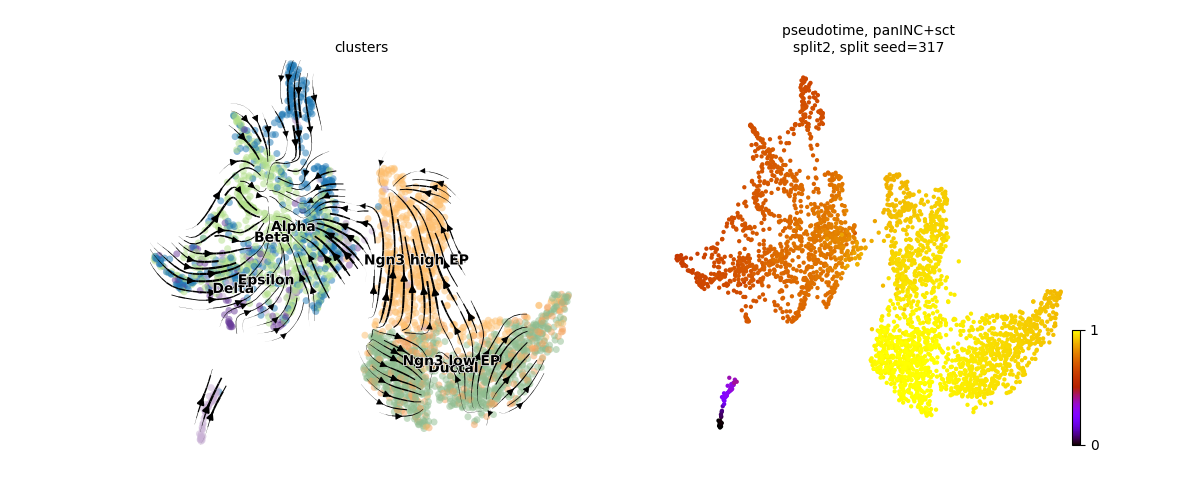 clusters
pseudotime, panINC+sct
split2, split seed=317
Alpha
Beta
Ngn3 high EP
Epsilon
Delta
Ngn3 low EP
Ductal
1
0